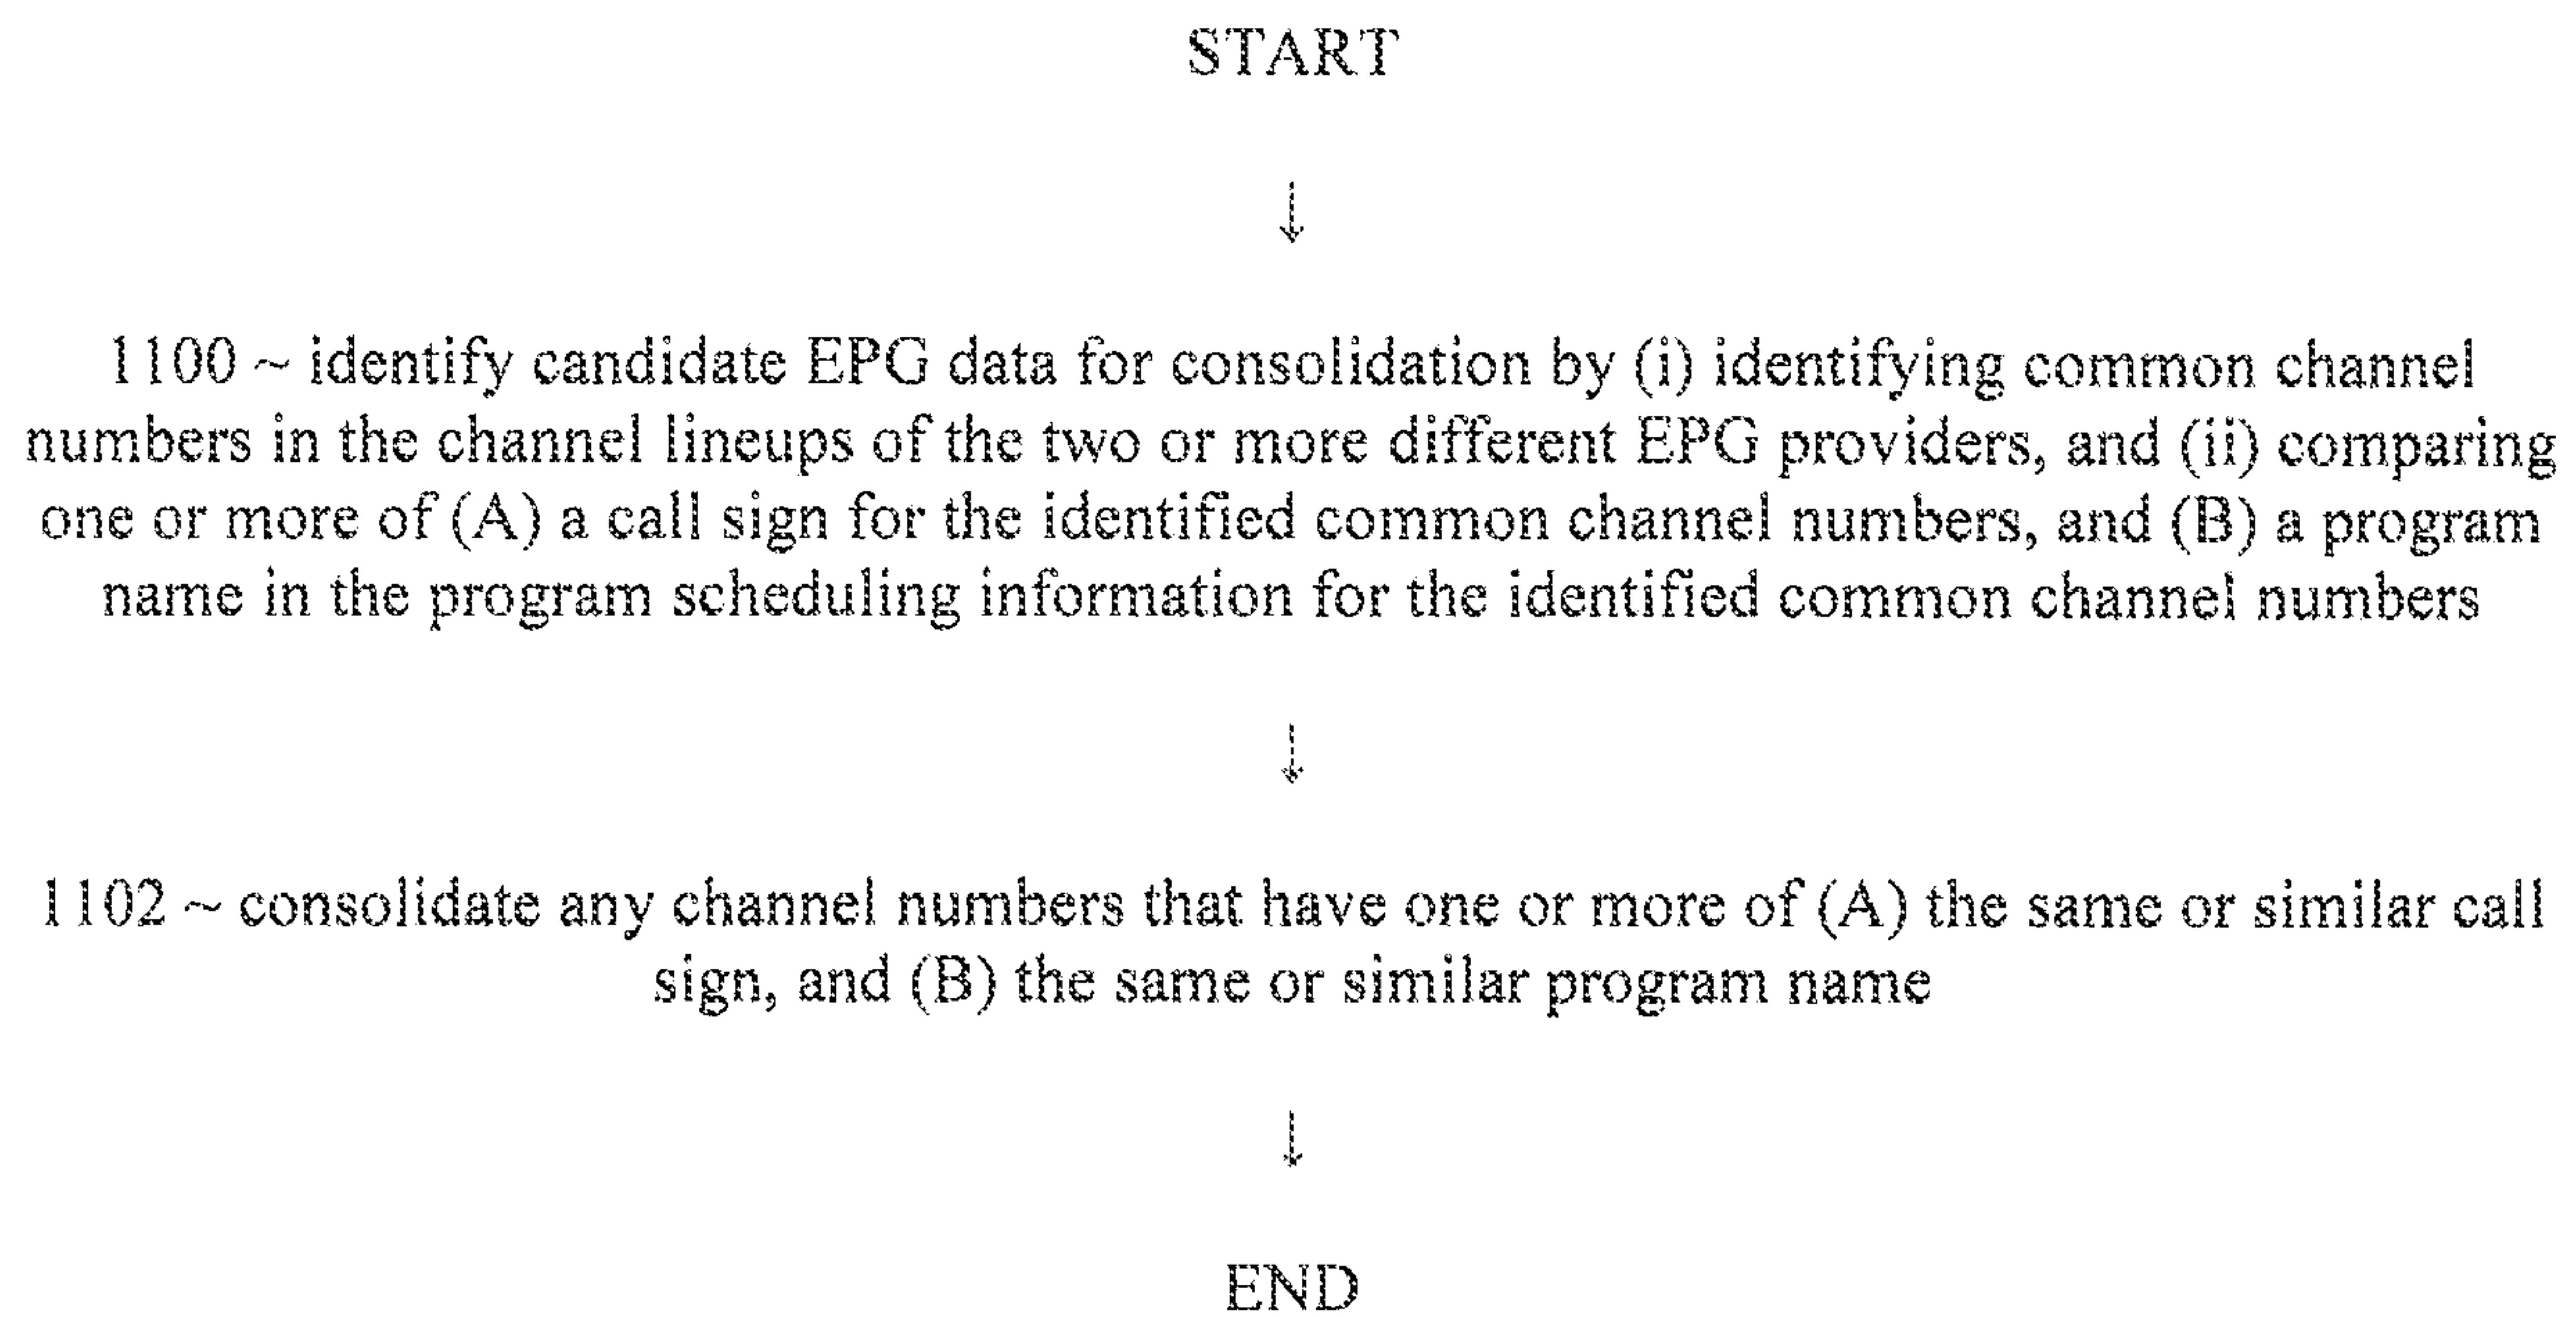 START
↓
1100 ~ identify candidate EPG data for consolidation by (i) identifying common channel
numbers in the channel lineups of the two or more different EPG providers, and (ii) comparing
one or more of (A) a call sign for the identified common channel numbers, and (B) a program
name in the program scheduling information for the identified common channel numbers
↓
1102 ~ consolidate any channel numbers that have one or more of (A) the same or similar call
sign, and (B) the same or similar program name
↓
END